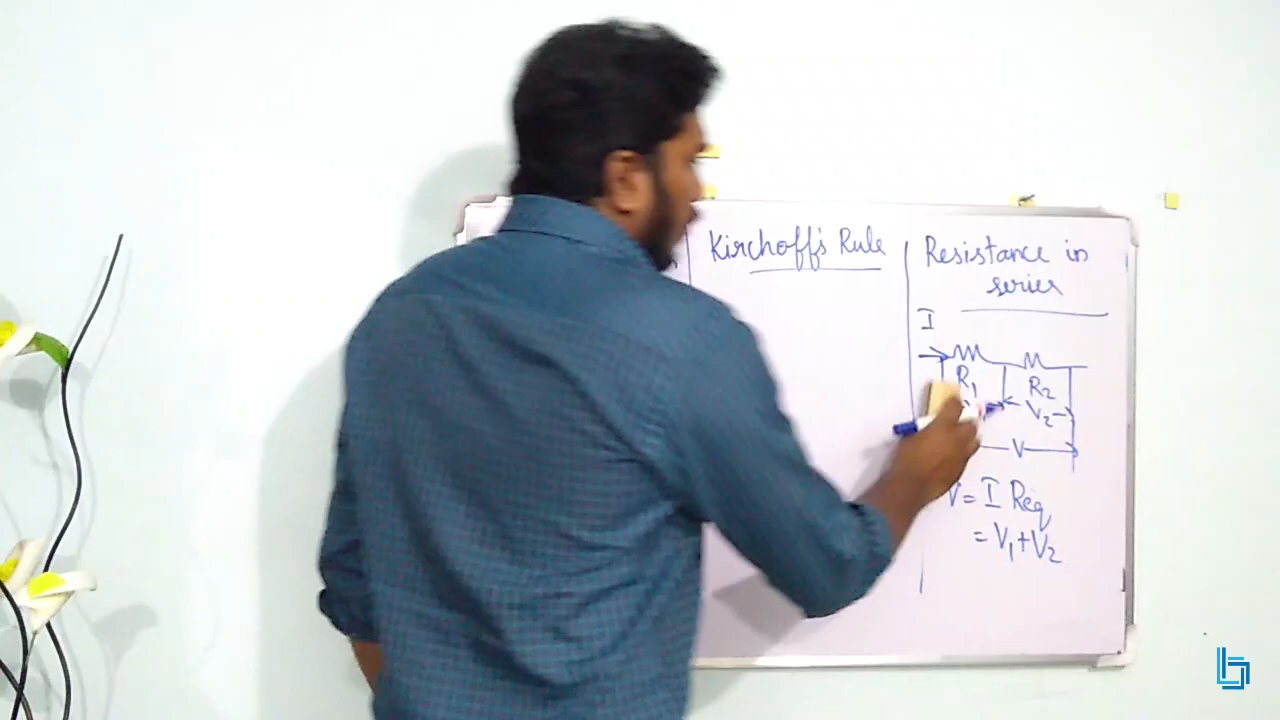 Kirchoff's Rule
Resistance in
series
I
R1
R2
V2
V
V = I Req
= V1+V2